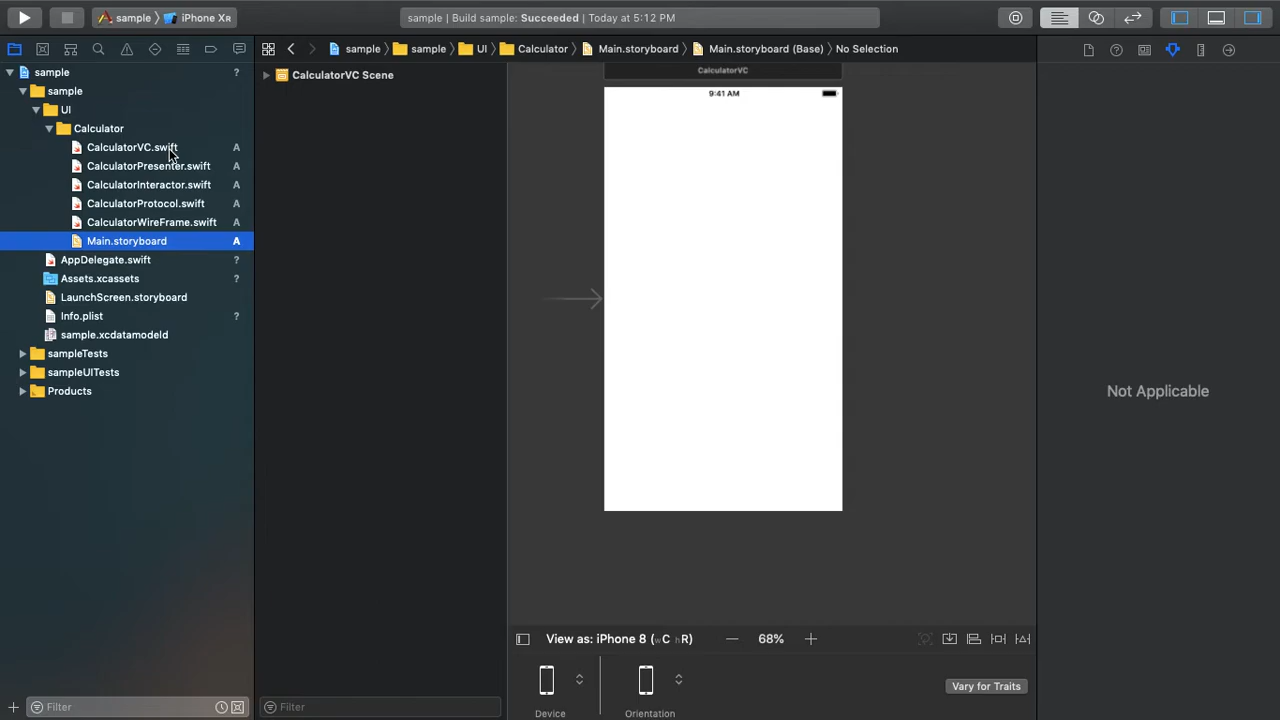 sample iPhone Xʀ
sample | Build sample: Succeeded | Today at 5:12 PM
sample sample UI Calculator Main.storyboard Main.storyboard (Base) No Selection
sample ?
sample
UI
Calculator
CalculatorVC.swift A
CalculatorPresenter.swift A
CalculatorInteractor.swift A
CalculatorProtocol.swift A
CalculatorWireFrame.swift A
Main.storyboard A
AppDelegate.swift ?
Assets.xcassets ?
LaunchScreen.storyboard
Info.plist ?
sample.xcdatamodeld
sampleTests
sampleUITests
Products
Filter
CalculatorVC Scene
Filter
CalculatorVC
9:41 AM
View as: iPhone 8 (wC hR)
68%
Device
Orientation
Vary for Traits
Not Applicable